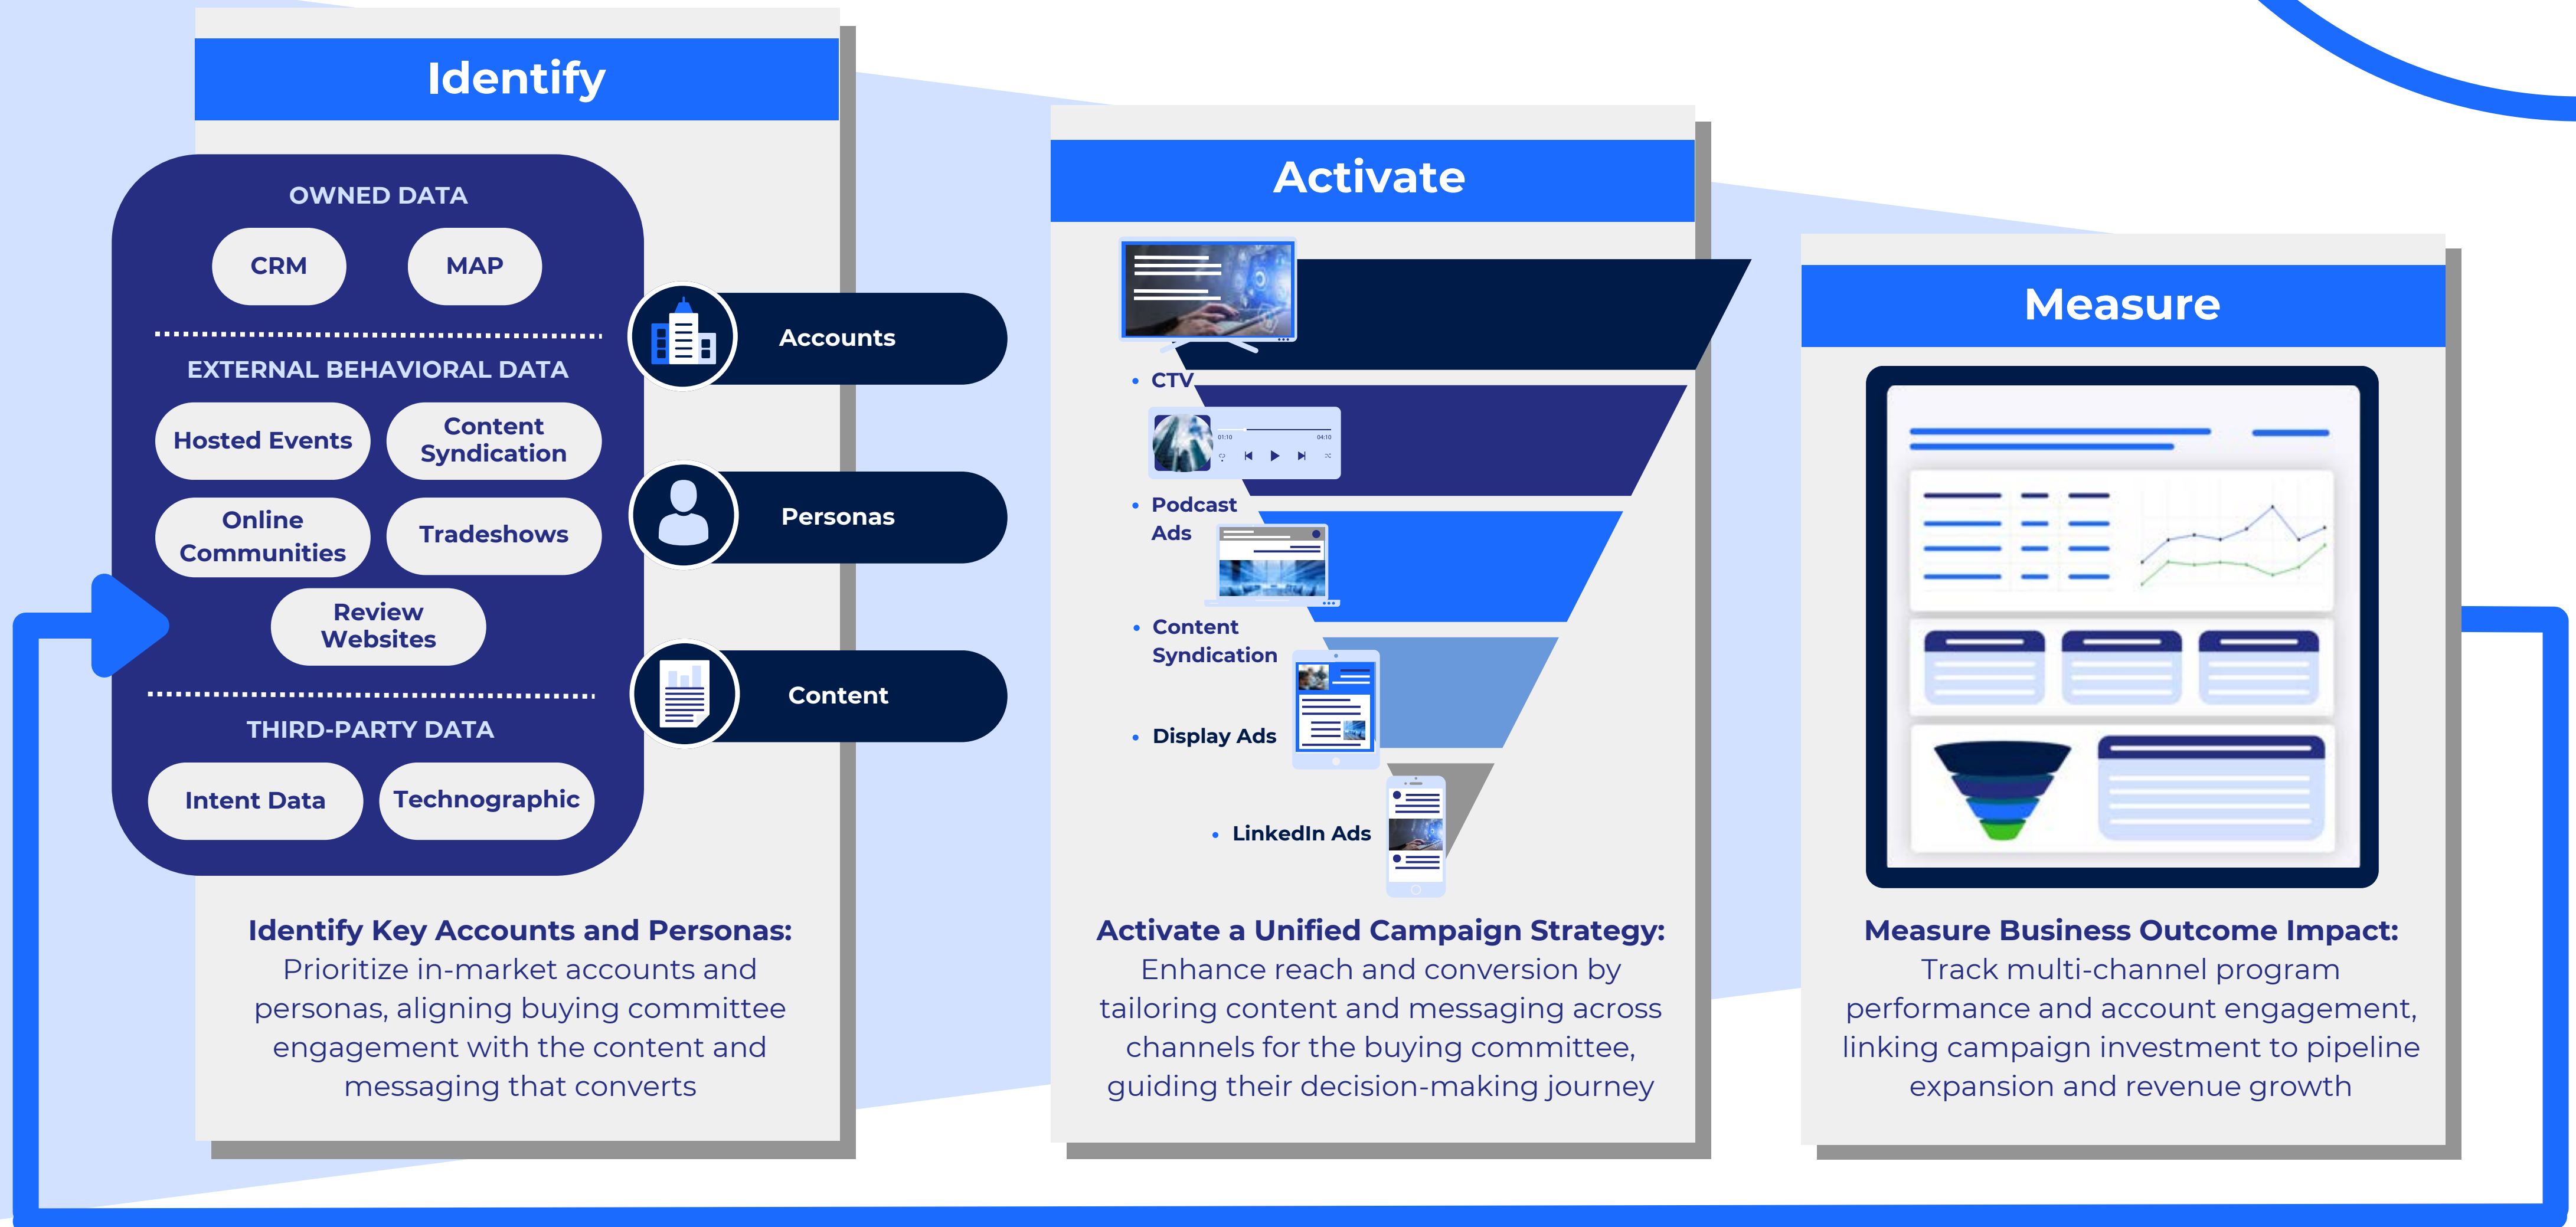 Identify
OWNED DATA
CRM
MAP
EXTERNAL BEHAVIORAL DATA
Hosted Events
Content
Syndication
Online
Communities
Tradeshows
Review
Websites
THIRD-PARTY DATA
Intent Data
Technographic
Accounts
Personas
Content
Identify Key Accounts and Personas:
Prioritize in-market accounts and
personas, aligning buying committee
engagement with the content and
messaging that converts
Activate
• CTV
01:10
04:10
• Podcast
Ads
• Content
Syndication
• Display Ads
• LinkedIn Ads
Activate a Unified Campaign Strategy:
Enhance reach and conversion by
tailoring content and messaging across
channels for the buying committee,
guiding their decision-making journey
Measure
Measure Business Outcome Impact:
Track multi-channel program
performance and account engagement,
linking campaign investment to pipeline
expansion and revenue growth